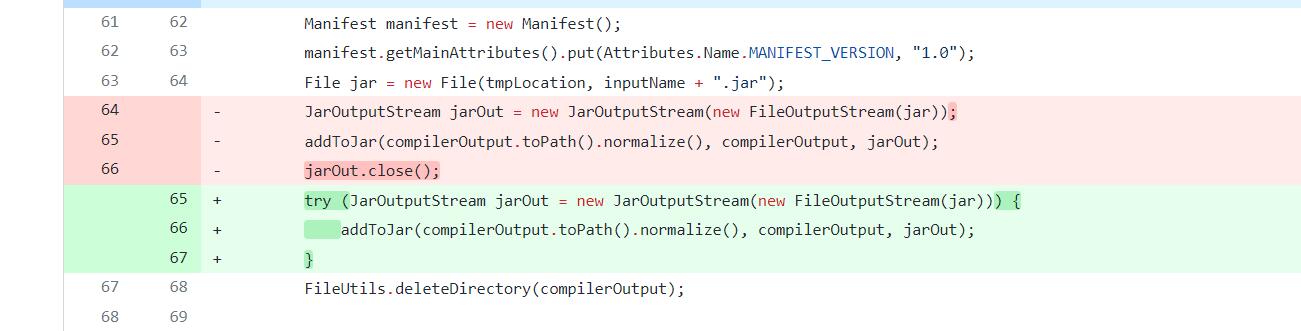 61 62 Manifest manifest = new Manifest();
62 63 manifest.getMainAttributes().put(Attributes.Name.MANIFEST_VERSION, "1.0");
63 64 File jar = new File(tmpLocation, inputName + ".jar");
64 - JarOutputStream jarOut = new JarOutputStream(new FileOutputStream(jar));
65 - addToJar(compilerOutput.toPath().normalize(), compilerOutput, jarOut);
66 - jarOut.close();
65 + try (JarOutputStream jarOut = new JarOutputStream(new FileOutputStream(jar))) {
66 + addToJar(compilerOutput.toPath().normalize(), compilerOutput, jarOut);
67 + }
67 68 FileUtils.deleteDirectory(compilerOutput);
68 69